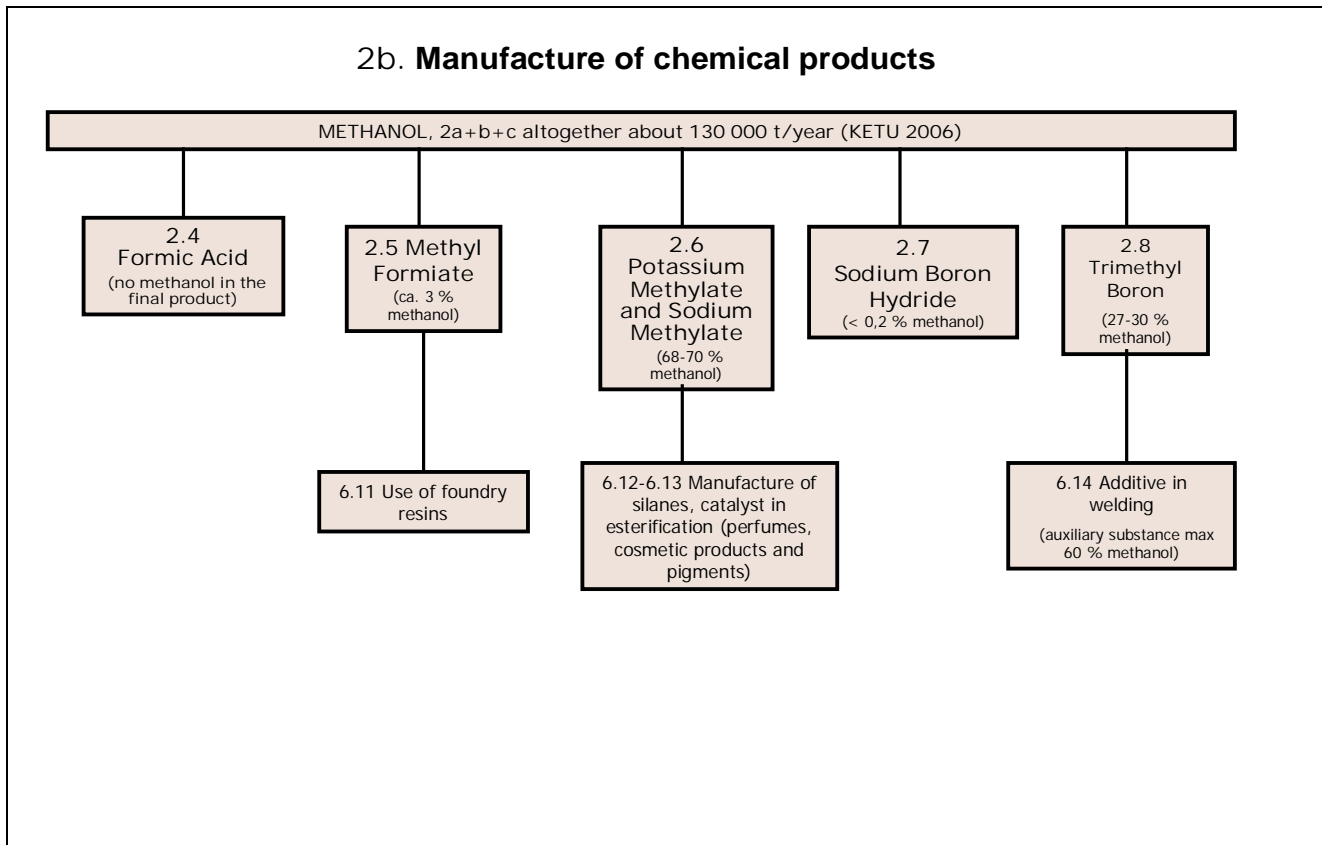 2b. Manufacture of chemical products
METHANOL, 2a+b+c altogether about 130 000 t/year (KETU 2006)
2.4
Formic Acid
(no methanol in the
final product)
2.5 Methyl
Formiate
(ca. 3 %
methanol)
2.6
Potassium
Methylate
and Sodium
Methylate
(68-70 %
methanol)
2.7
Sodium Boron
Hydride
(< 0,2 % methanol)
2.8
Trimethyl
Boron
(27-30 %
methanol)
6.11 Use of foundry
resins
6.12-6.13 Manufacture of
silanes, catalyst in
esterification (perfumes,
cosmetic products and
pigments)
6.14 Additive in
welding
(auxiliary substance max
60 % methanol)